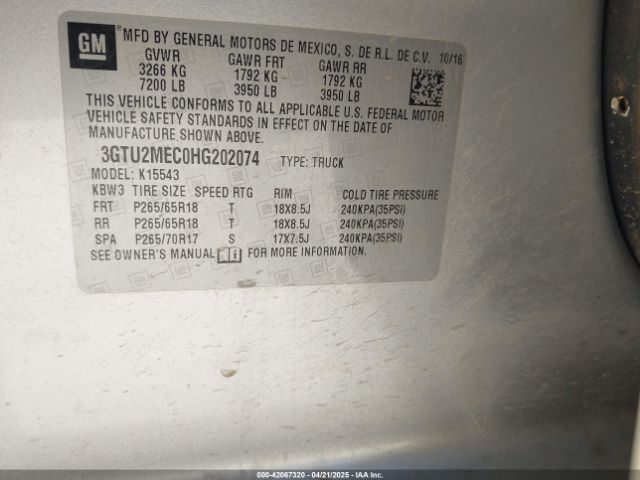 GM
MFD BY GENERAL MOTORS DE MEXICO, S. DE R.L. DE C.V. 10/16
GVWR GAWR FRT GAWR RR
3266 KG 1792 KG 1792 KG
7200 LB 3950 LB 3950 LB
THIS VEHICLE CONFORMS TO ALL APPLICABLE U.S. FEDERAL MOTOR
VEHICLE SAFETY STANDARDS IN EFFECT ON THE DATE OF
MANUFACTURE SHOWN ABOVE.
3GTU2MEC0HG202074 TYPE: TRUCK
MODEL: K15543
KBW3 TIRE SIZE SPEED RTG RIM COLD TIRE PRESSURE
FRT P265/65R18 T 18X8.5J 240KPA(35PSI)
RR P265/65R18 T 18X8.5J 240KPA(35PSI)
SPA P265/70R17 S 17X7.5J 240KPA(35PSI)
SEE OWNER'S MANUAL FOR MORE INFORMATION.
000-42067320 04/21/2025 IAAI.COM